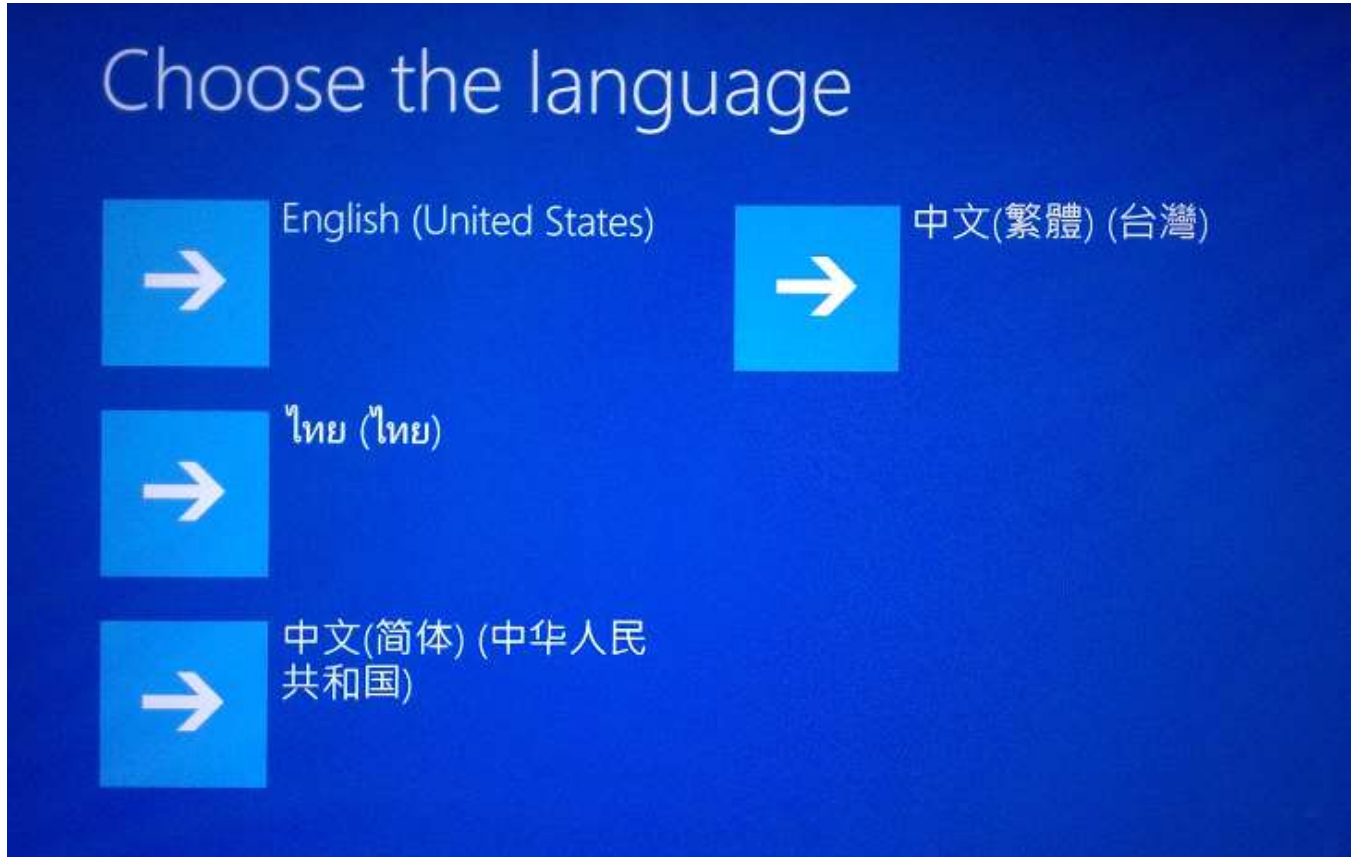 Choose the language
English (United States)
中文(繁體) (台灣)
ไทย (ไทย)
中文(简体) (中华人民
共和国)